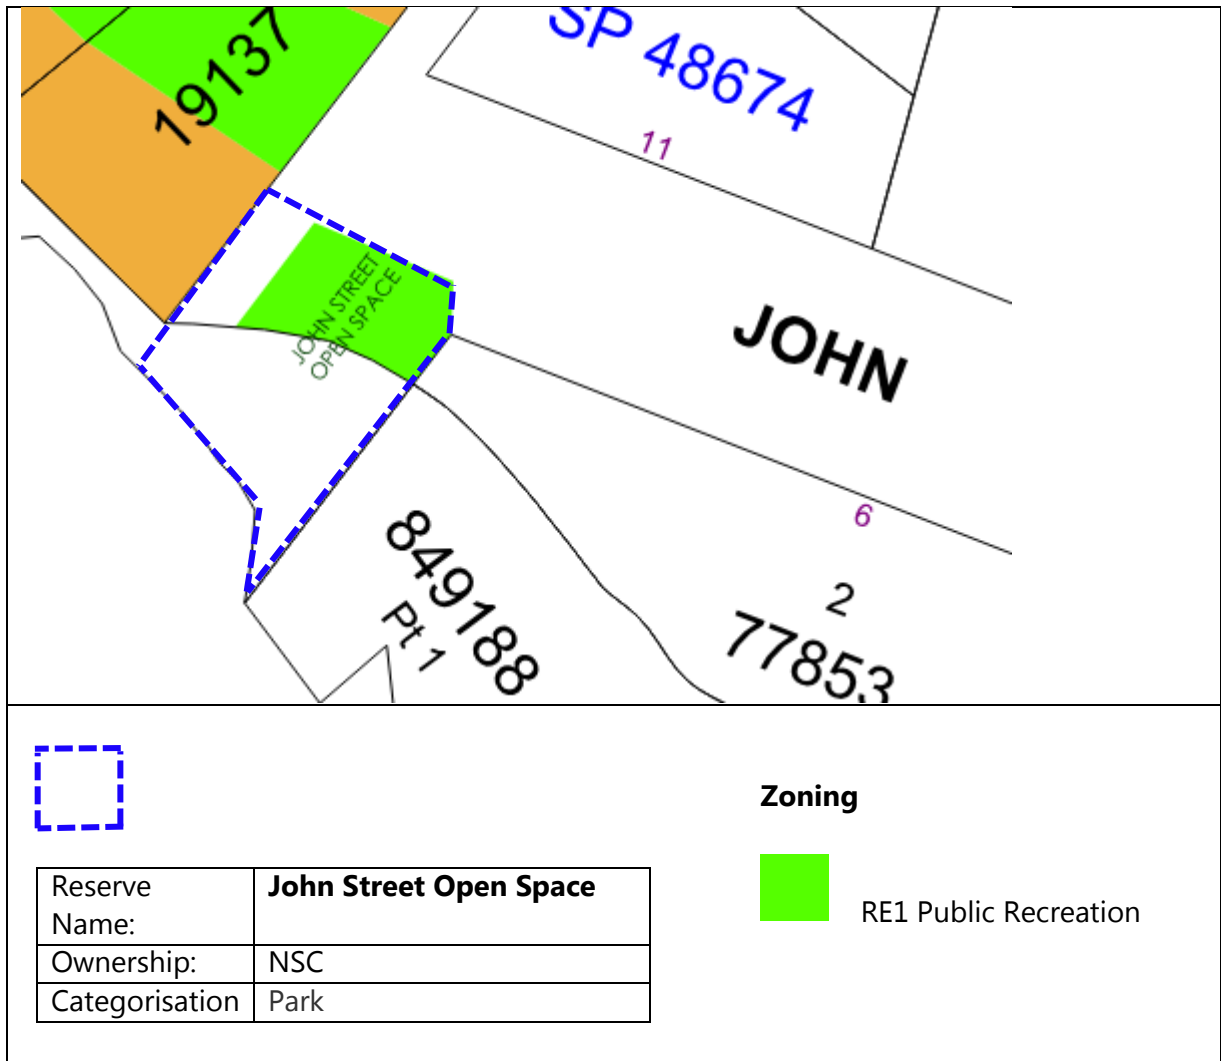 SP 48674
19137
11
JOHN STREET
OPEN SPACE
JOHN
6
849188
Pt 1
2
77853
Zoning
RE1 Public Recreation
Reserve Name:
John Street Open Space
Ownership:
NSC
Categorisation
Park